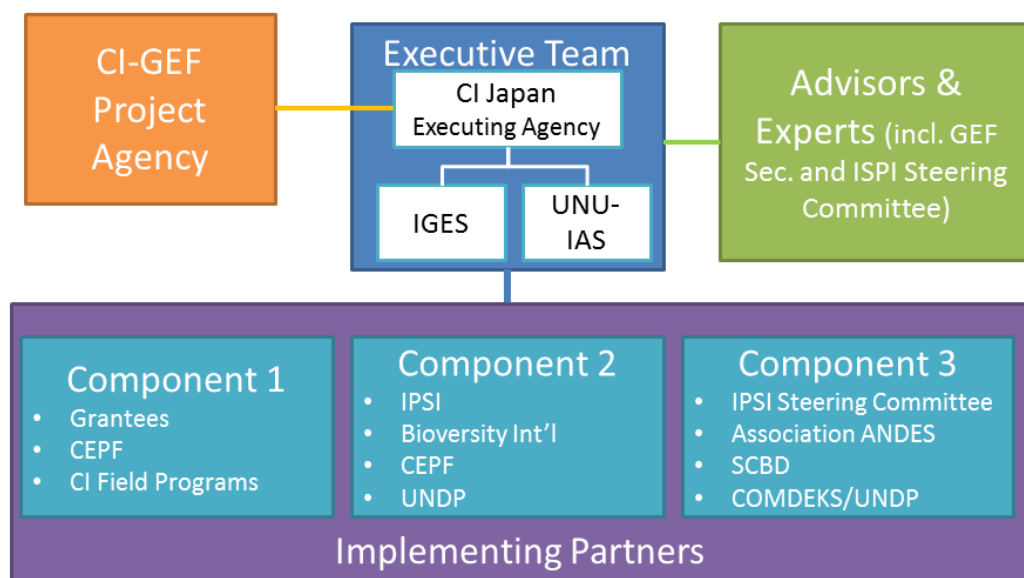 CI-GEF
Project
Agency
Executive Team
CI Japan
Executing Agency
IGES
UNU-
IAS
Advisors &
Experts (incl. GEF
Sec. and ISPI Steering
Committee)
Component 1
• Grantees
• CEPF
• CI Field Programs
Component 2
• IPSI
• Bioversity Int’l
• CEPF
• UNDP
Component 3
• IPSI Steering Committee
• Association ANDES
• SCBD
• COMDEKS/UNDP
Implementing Partners